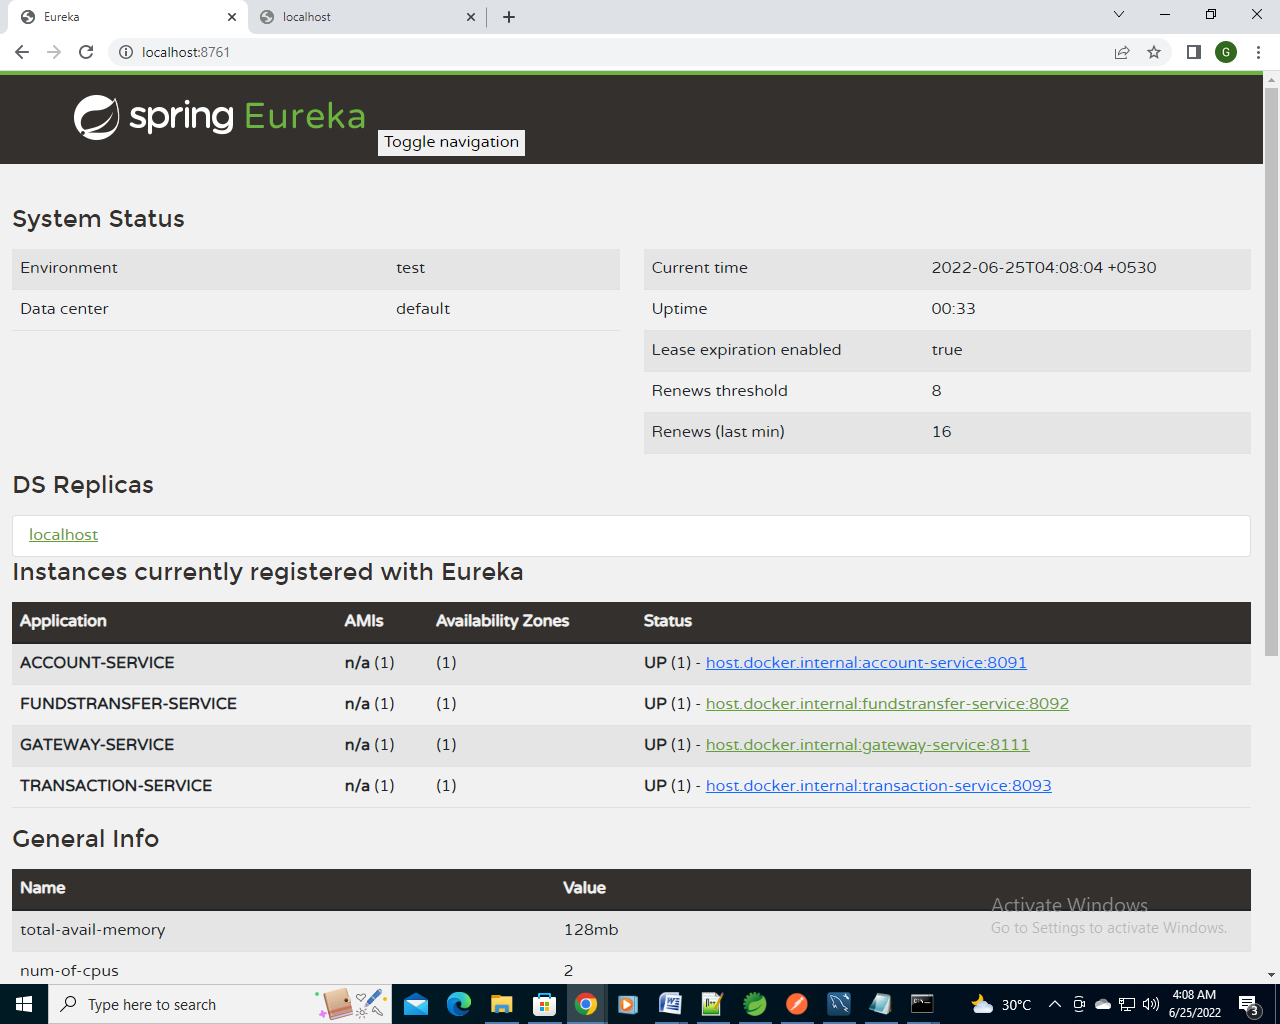 Eureka
localhost
localhost:8761
G
spring Eureka
Toggle navigation
System Status
Environment test
Data center default
Current time 2022-06-25T04:08:04 +0530
Uptime 00:33
Lease expiration enabled true
Renews threshold 8
Renews (last min) 16
DS Replicas
localhost
Instances currently registered with Eureka
Application AMIs Availability Zones Status
ACCOUNT-SERVICE n/a (1) (1) UP (1) - host.docker.internal:account-service:8091
FUNDSTRANSFER-SERVICE n/a (1) (1) UP (1) - host.docker.internal:fundstransfer-service:8092
GATEWAY-SERVICE n/a (1) (1) UP (1) - host.docker.internal:gateway-service:8111
TRANSACTION-SERVICE n/a (1) (1) UP (1) - host.docker.internal:transaction-service:8093
General Info
Name Value
total-avail-memory 128mb
num-of-cpus 2
Activate Windows
Go to Settings to activate Windows.
Type here to search
30°C
4:08 AM
6/25/2022
3